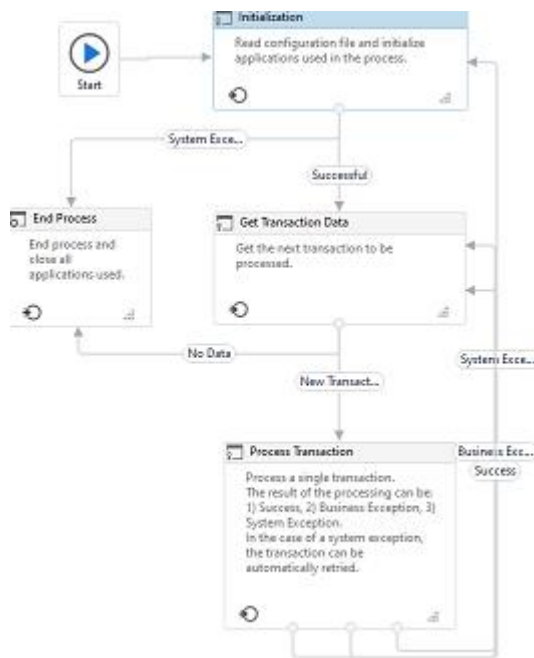 Initialization
Read configuration file and initialize
applications used in the process.
Start
System Exce...
Successful
End Process
End process and
close all
applications used.
Get Transaction Data
Get the next transaction to be
processed.
No Data
New Transact...
System Exce...
Process Transaction
Process a single transaction.
The result of the processing can be:
1) Success, 2) Business Exception, 3)
System Exception.
In the case of a system exception,
the transaction can be
automatically retried.
Business Exc...
Success